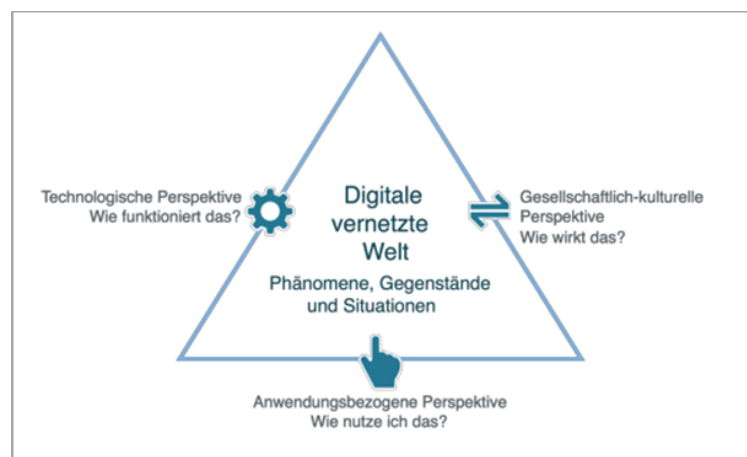 Digitale
vernetzte
Welt
Phänomene, Gegenstände
und Situationen
Technologische Perspektive
Wie funktioniert das?
Gesellschaftlich-kulturelle
Perspektive
Wie wirkt das?
Anwendungsbezogene Perspektive
Wie nutze ich das?